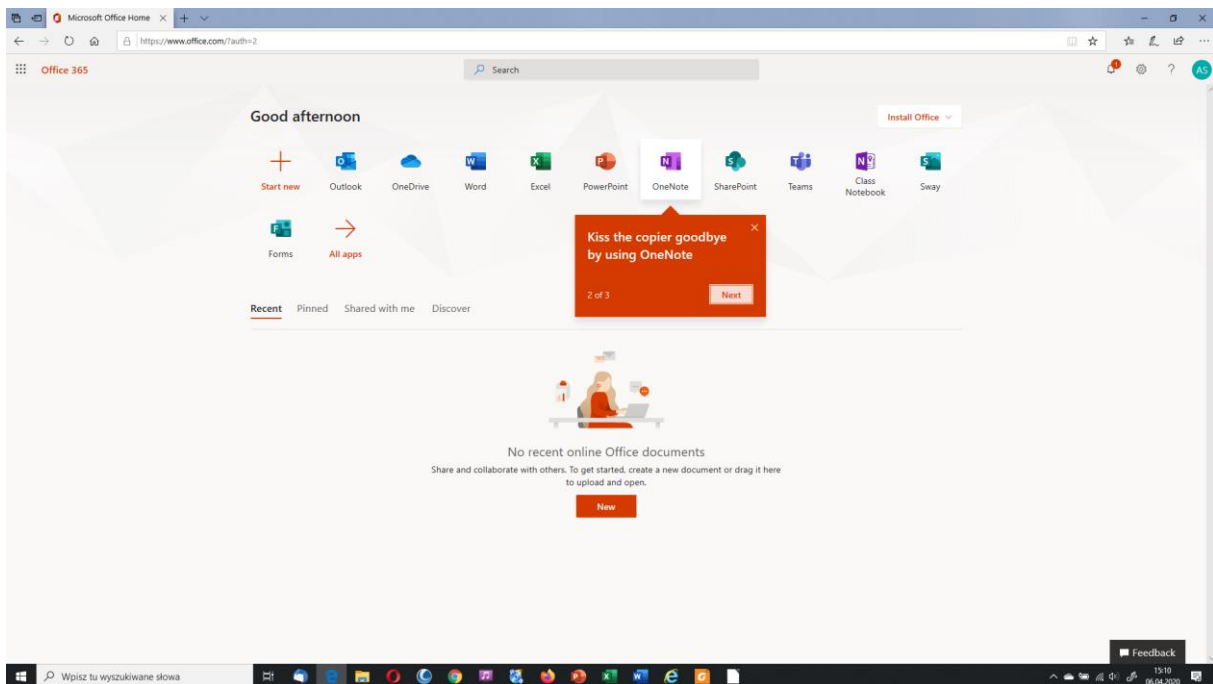 Microsoft Office Home
https://www.office.com/?auth=2
Office 365
Search
AS
Good afternoon
Install Office
Start new
Outlook
OneDrive
Word
Excel
PowerPoint
OneNote
SharePoint
Teams
Class
Notebook
Sway
Forms
All apps
Kiss the copier goodbye
by using OneNote
2 of 3
Next
Recent Pinned Shared with me Discover
No recent online Office documents
Share and collaborate with others. To get started, create a new document or drag it here
to upload and open.
New
Feedback
Wpisz tu wyszukiwane słowa
15:10
06.04.2020